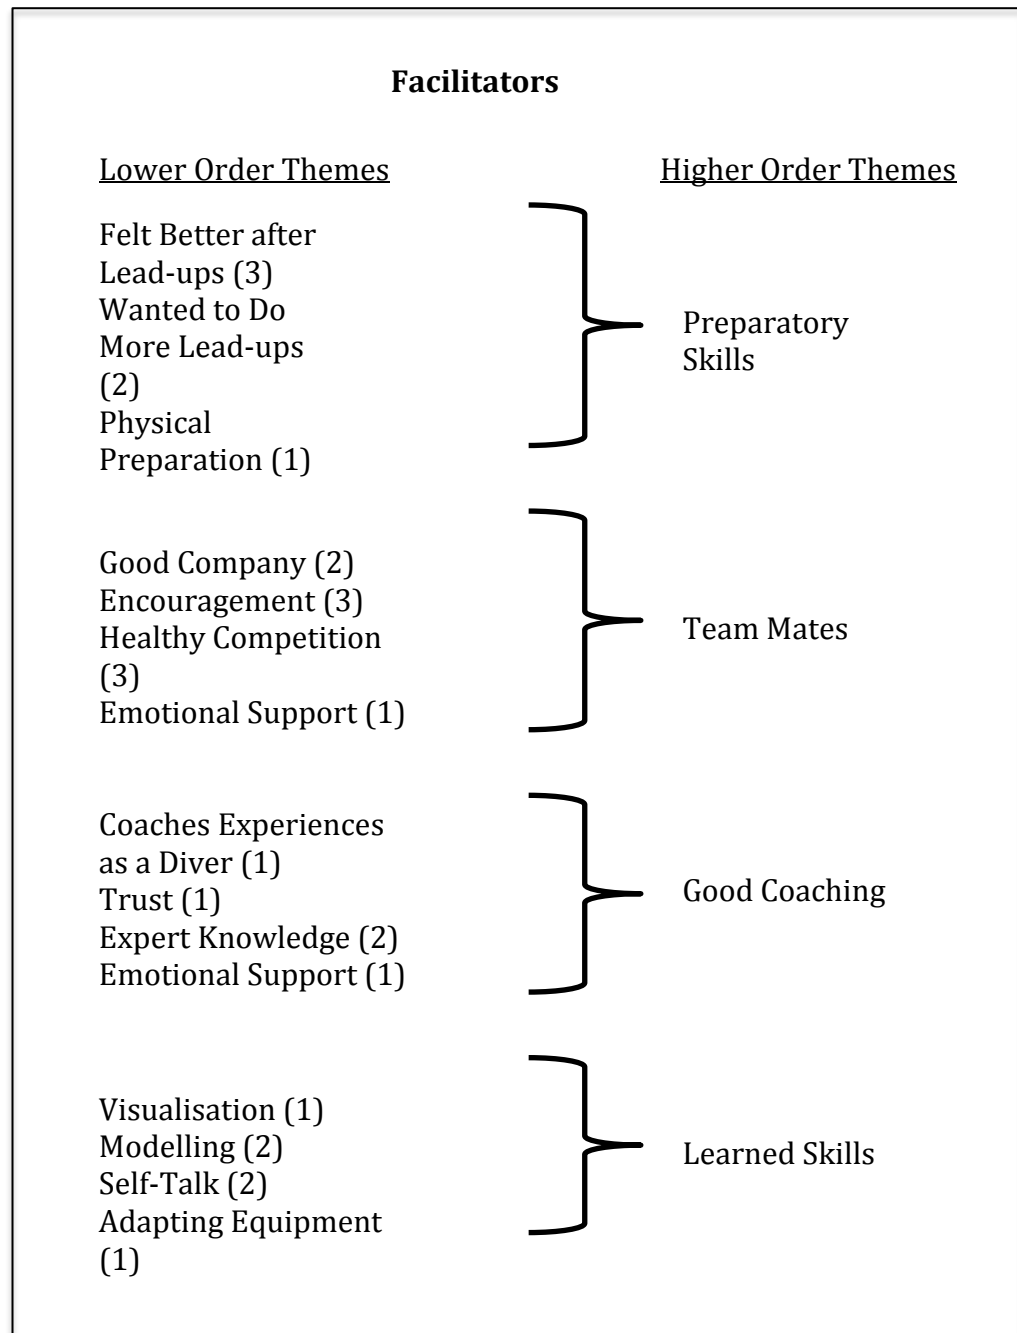 Facilitators
Lower Order Themes
Higher Order Themes
Felt Better after
Lead-ups (3)
Wanted to Do
More Lead-ups
(2)
Physical
Preparation (1)
Preparatory
Skills
Good Company (2)
Encouragement (3)
Healthy Competition
(3)
Emotional Support (1)
Team Mates
Coaches Experiences
as a Diver (1)
Trust (1)
Expert Knowledge (2)
Emotional Support (1)
Good Coaching
Visualisation (1)
Modelling (2)
Self-Talk (2)
Adapting Equipment
(1)
Learned Skills